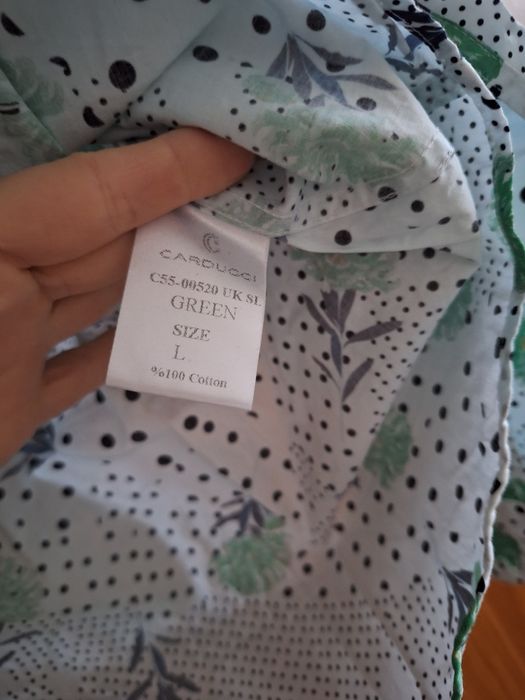 CARDUCCI
C55-00520 UK SL
GREEN
SIZE
L
%100 Cotton